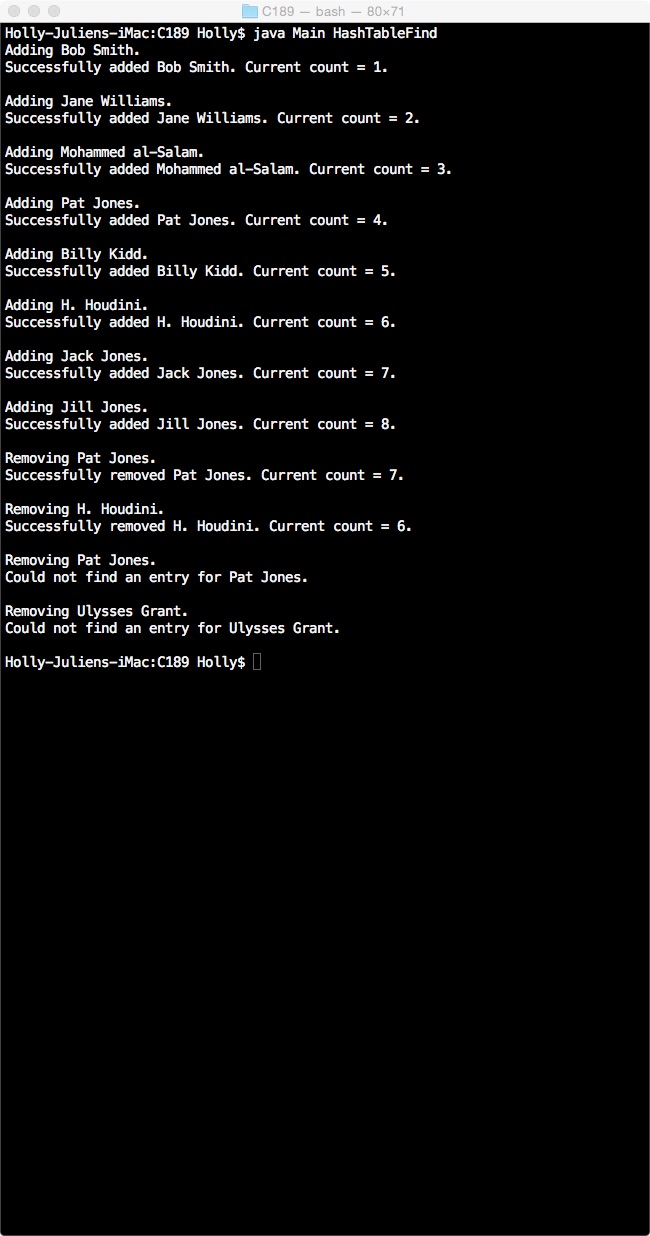 C189 — bash — 80×71
Holly-Juliens-iMac:C189 Holly$ java Main HashTableFind
Adding Bob Smith.
Successfully added Bob Smith. Current count = 1.
Adding Jane Williams.
Successfully added Jane Williams. Current count = 2.
Adding Mohammed al-Salam.
Successfully added Mohammed al-Salam. Current count = 3.
Adding Pat Jones.
Successfully added Pat Jones. Current count = 4.
Adding Billy Kidd.
Successfully added Billy Kidd. Current count = 5.
Adding H. Houdini.
Successfully added H. Houdini. Current count = 6.
Adding Jack Jones.
Successfully added Jack Jones. Current count = 7.
Adding Jill Jones.
Successfully added Jill Jones. Current count = 8.
Removing Pat Jones.
Successfully removed Pat Jones. Current count = 7.
Removing H. Houdini.
Successfully removed H. Houdini. Current count = 6.
Removing Pat Jones.
Could not find an entry for Pat Jones.
Removing Ulysses Grant.
Could not find an entry for Ulysses Grant.
Holly-Juliens-iMac:C189 Holly$